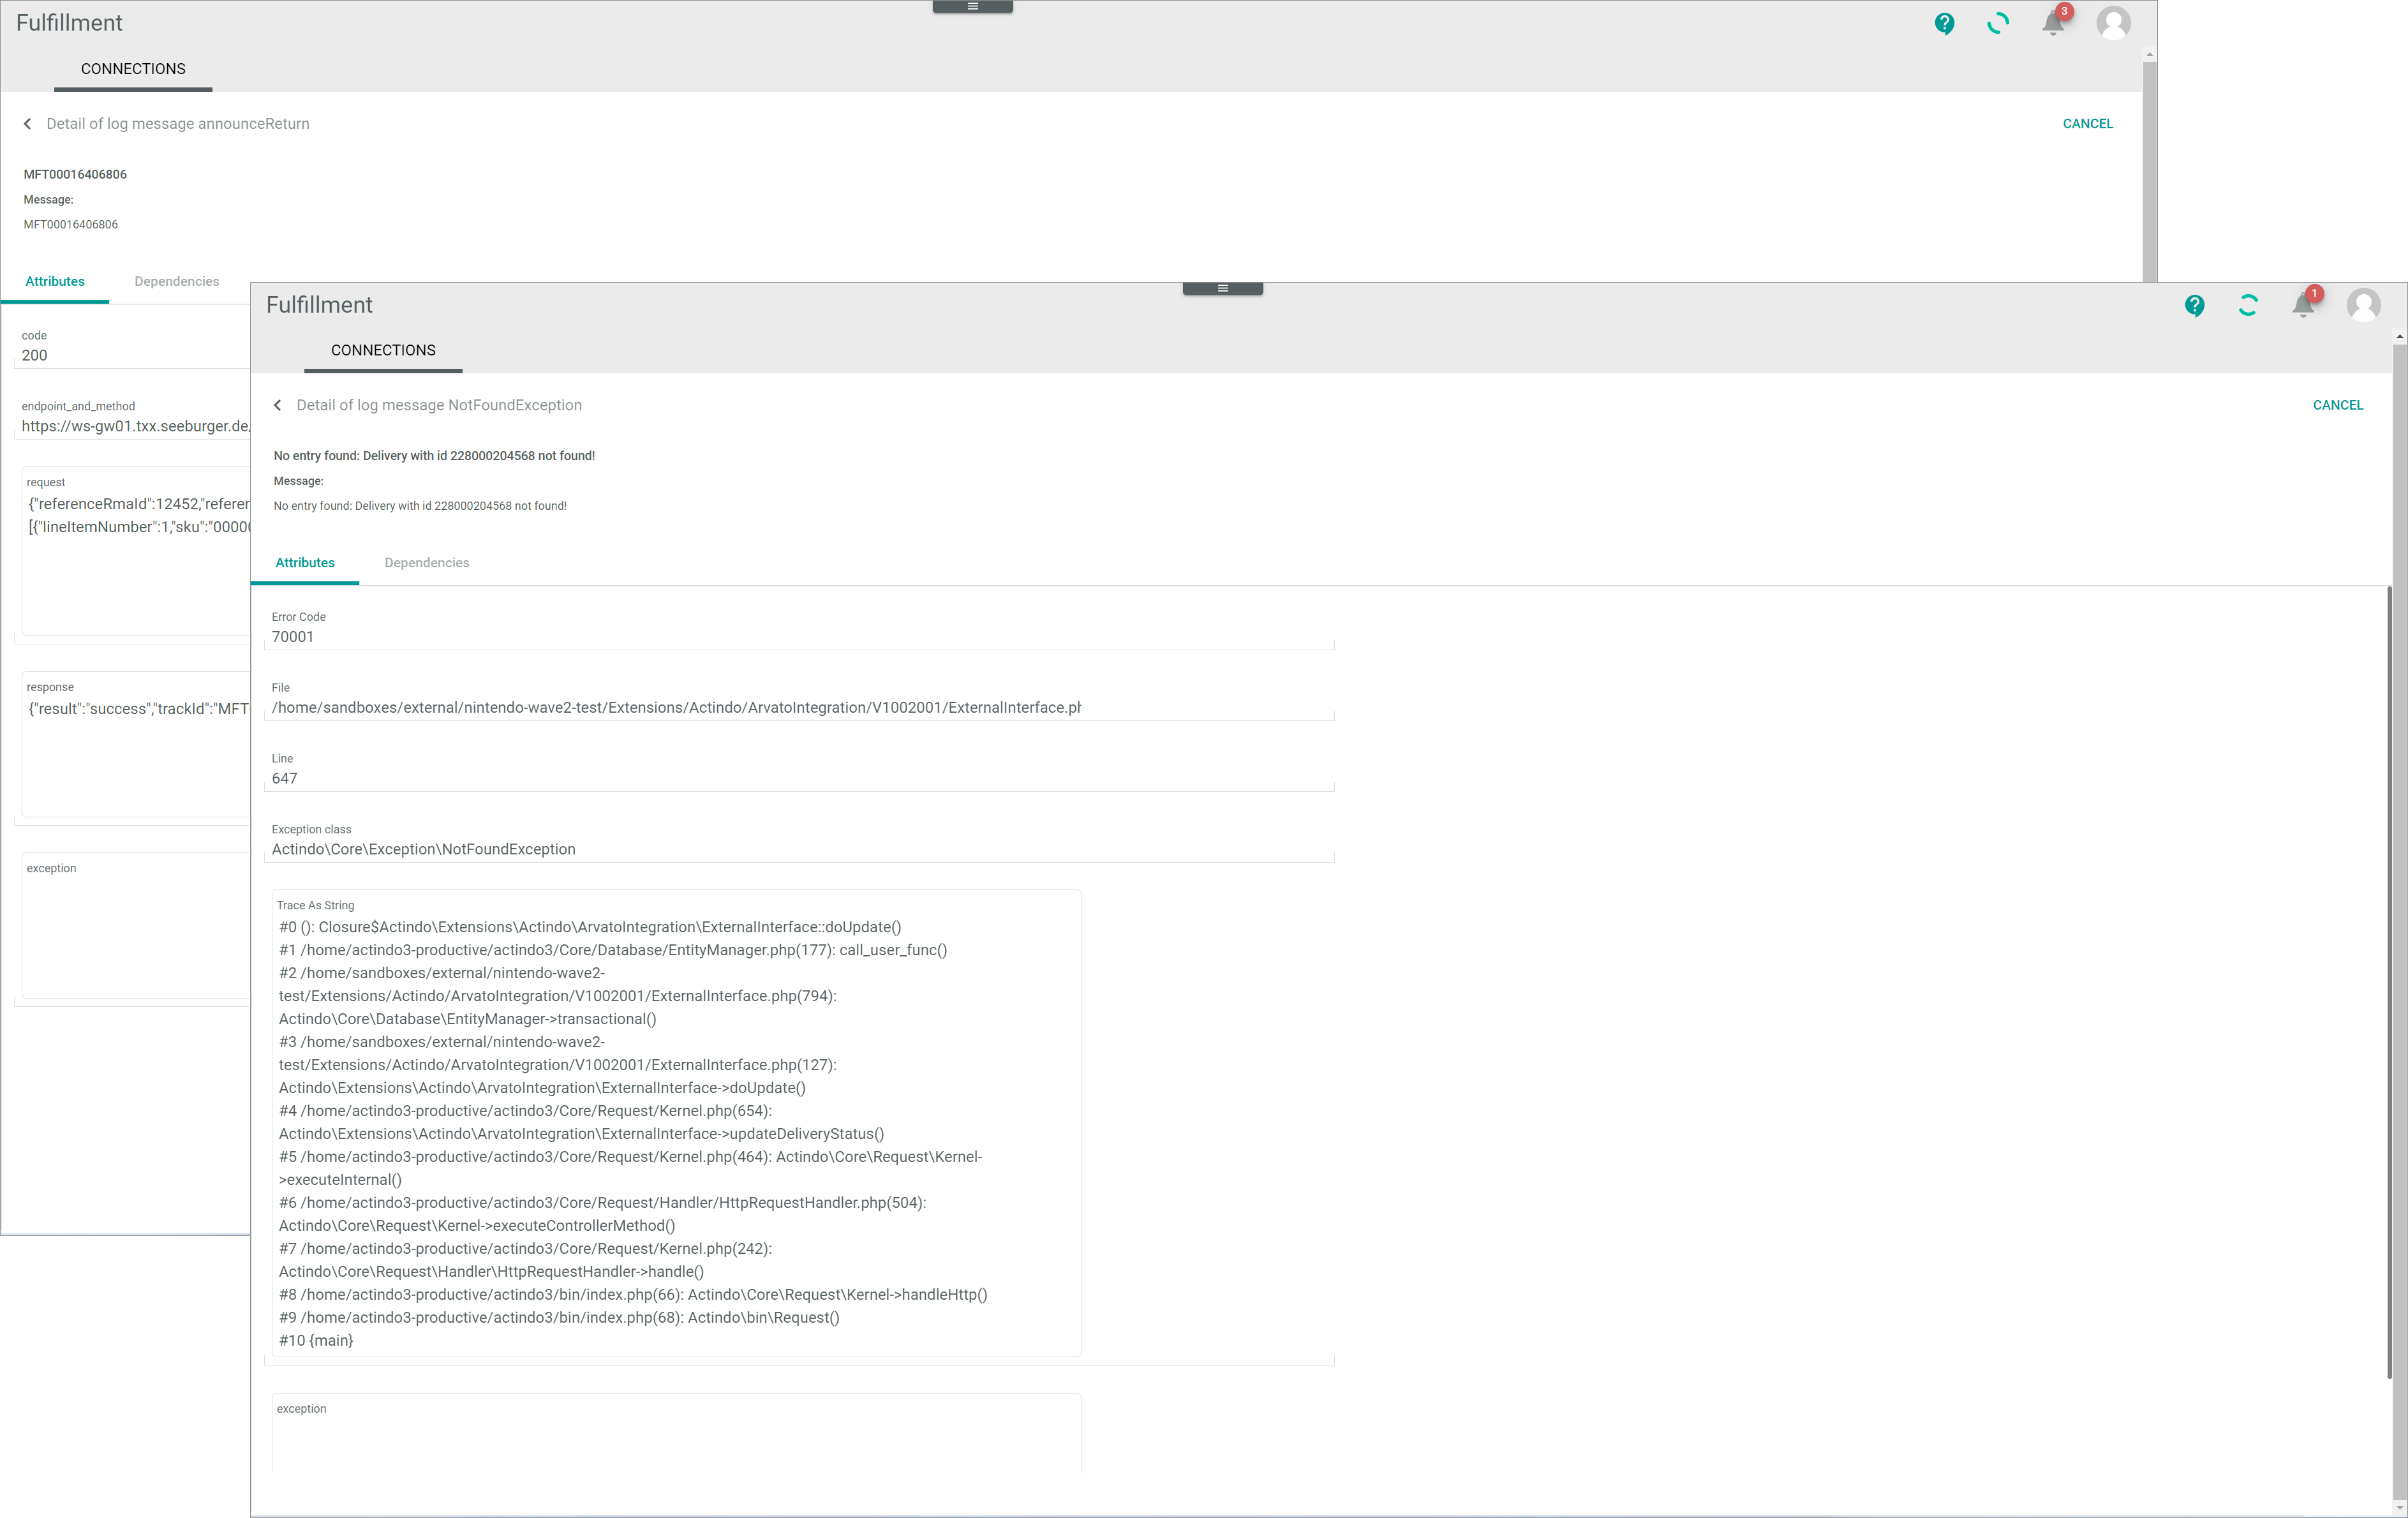 Fulfillment
3
CONNECTIONS
Detail of log message announceReturn
CANCEL
MFT00016406806
Message:
MFT00016406806
Attributes
Dependencies
code
200
endpoint_and_method
https://ws-gw01.txx.seeburger.de
request
{"referenceRmaId":12452,"referen
[{"lineItemNumber":1,"sku":"0000
response
{"result":"success","trackId":"MFT
exception
Fulfillment
1
CONNECTIONS
Detail of log message NotFoundException
CANCEL
No entry found: Delivery with id 228000204568 not found!
Message:
No entry found: Delivery with id 228000204568 not found!
Attributes
Dependencies
Error Code
70001
File
/home/sandboxes/external/nintendo-wave2-test/Extensions/Actindo/ArvatoIntegration/V1002001/ExternalInterface.ph
Line
647
Exception class
Actindo\Core\Exception\NotFoundException
Trace As String
#0 (): Closure$Actindo\Extensions\Actindo\ArvatoIntegration\ExternalInterface::doUpdate()
#1 /home/actindo3-productive/actindo3/Core/Database/EntityManager.php(177): call_user_func()
#2 /home/sandboxes/external/nintendo-wave2-
test/Extensions/Actindo/ArvatoIntegration/V1002001/ExternalInterface.php(794):
Actindo\Core\Database\EntityManager->transactional()
#3 /home/sandboxes/external/nintendo-wave2-
test/Extensions/Actindo/ArvatoIntegration/V1002001/ExternalInterface.php(127):
Actindo\Extensions\Actindo\ArvatoIntegration\ExternalInterface->doUpdate()
#4 /home/actindo3-productive/actindo3/Core/Request/Kernel.php(654):
Actindo\Extensions\Actindo\ArvatoIntegration\ExternalInterface->updateDeliveryStatus()
#5 /home/actindo3-productive/actindo3/Core/Request/Kernel.php(464): Actindo\Core\Request\Kernel-
>executeInternal()
#6 /home/actindo3-productive/actindo3/Core/Request/Handler/HttpRequestHandler.php(504):
Actindo\Core\Request\Kernel->executeControllerMethod()
#7 /home/actindo3-productive/actindo3/Core/Request/Kernel.php(242):
Actindo\Core\Request\Handler\HttpRequestHandler->handle()
#8 /home/actindo3-productive/actindo3/bin/index.php(66): Actindo\Core\Request\Kernel->handleHttp()
#9 /home/actindo3-productive/actindo3/bin/index.php(68): Actindo\bin\Request()
#10 {main}
exception